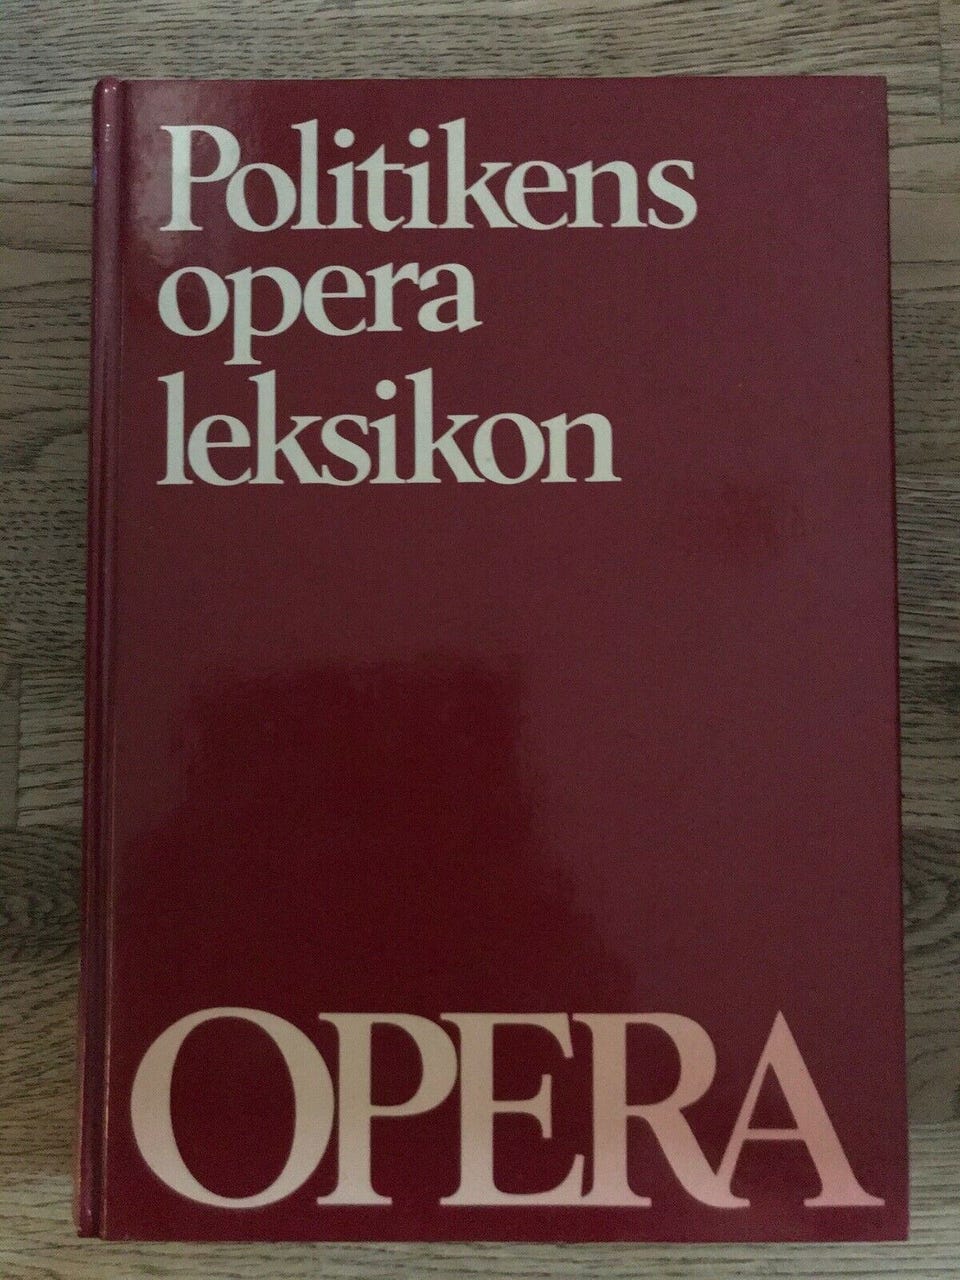 Politikens
opera
leksikon
OPERA